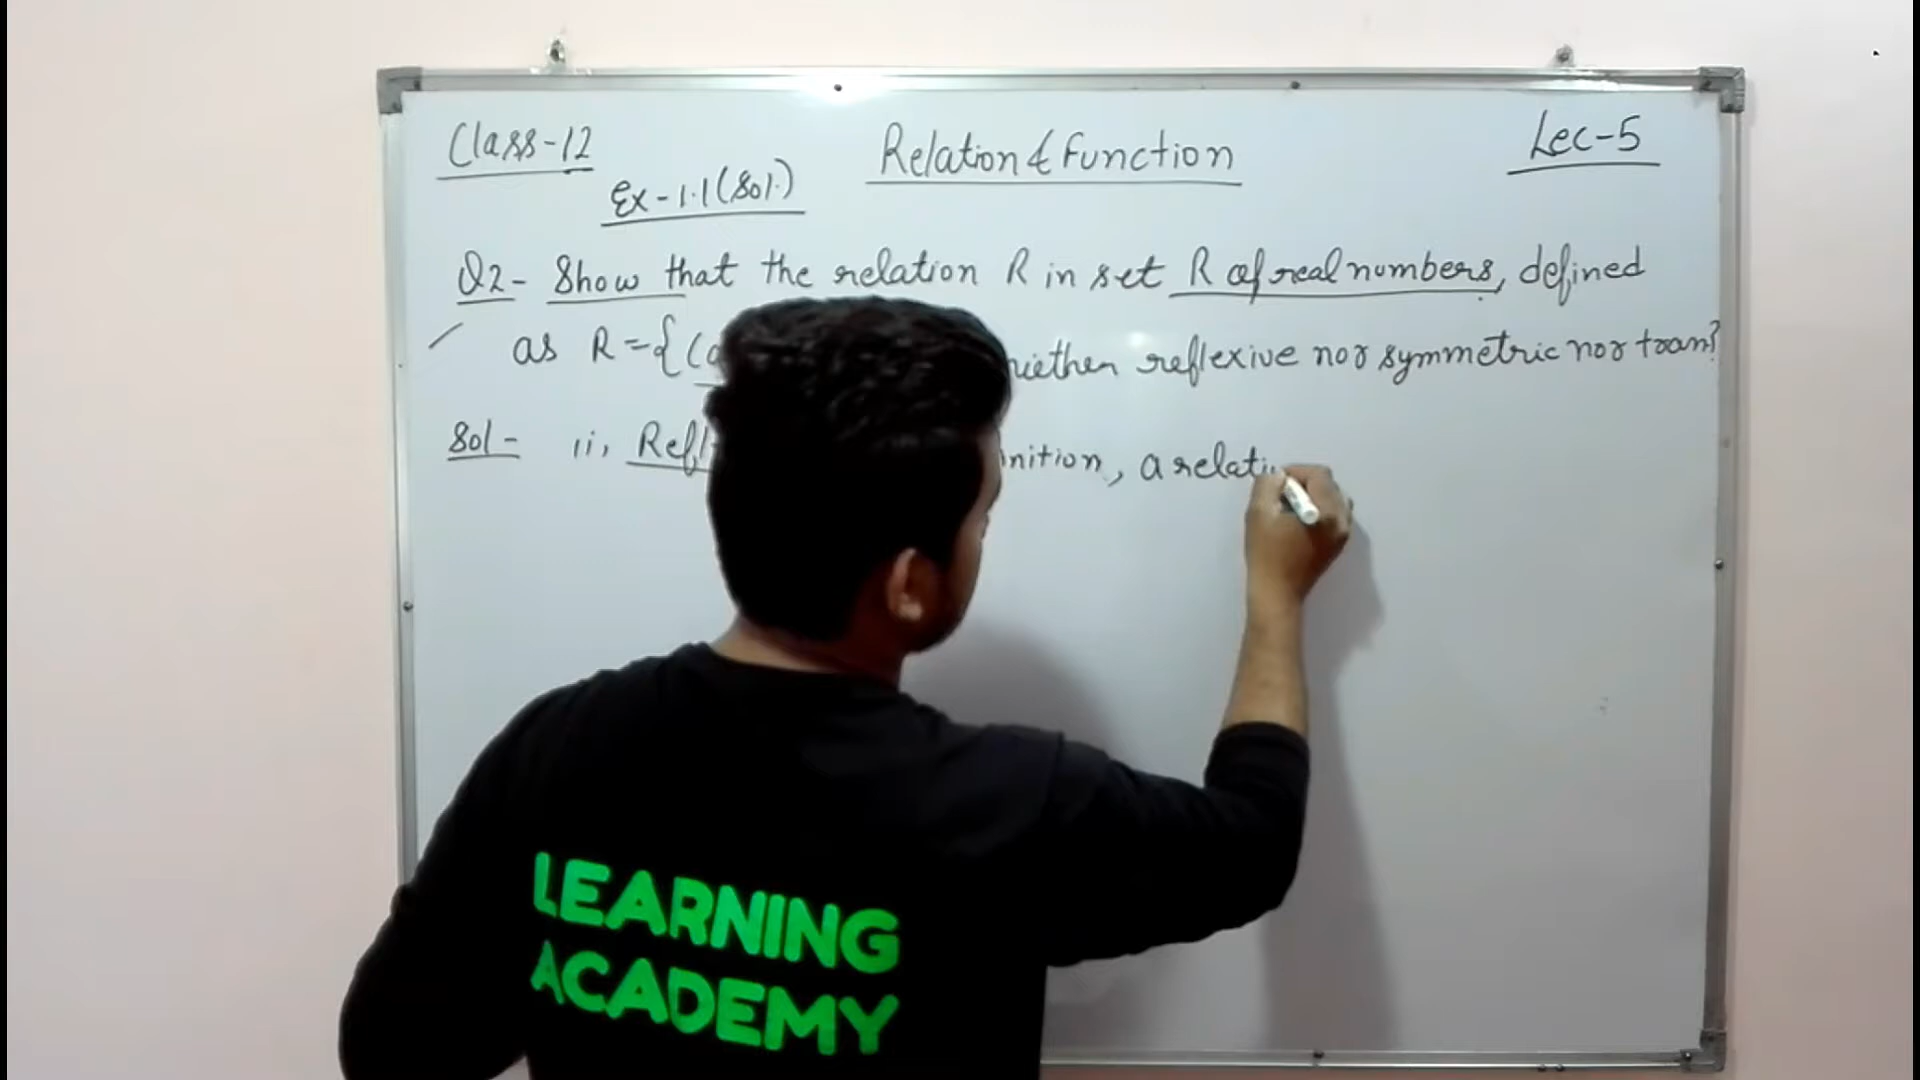 Class-12 Relation & Function Lec-5
Ex-1.1 (Sol.)
Q2- Show that the relation R in set R of real numbers, defined
as R={(a niether reflexive nor symmetric nor tran?
Sol- (i), Refl nition, a relati
LEARNING
ACADEMY